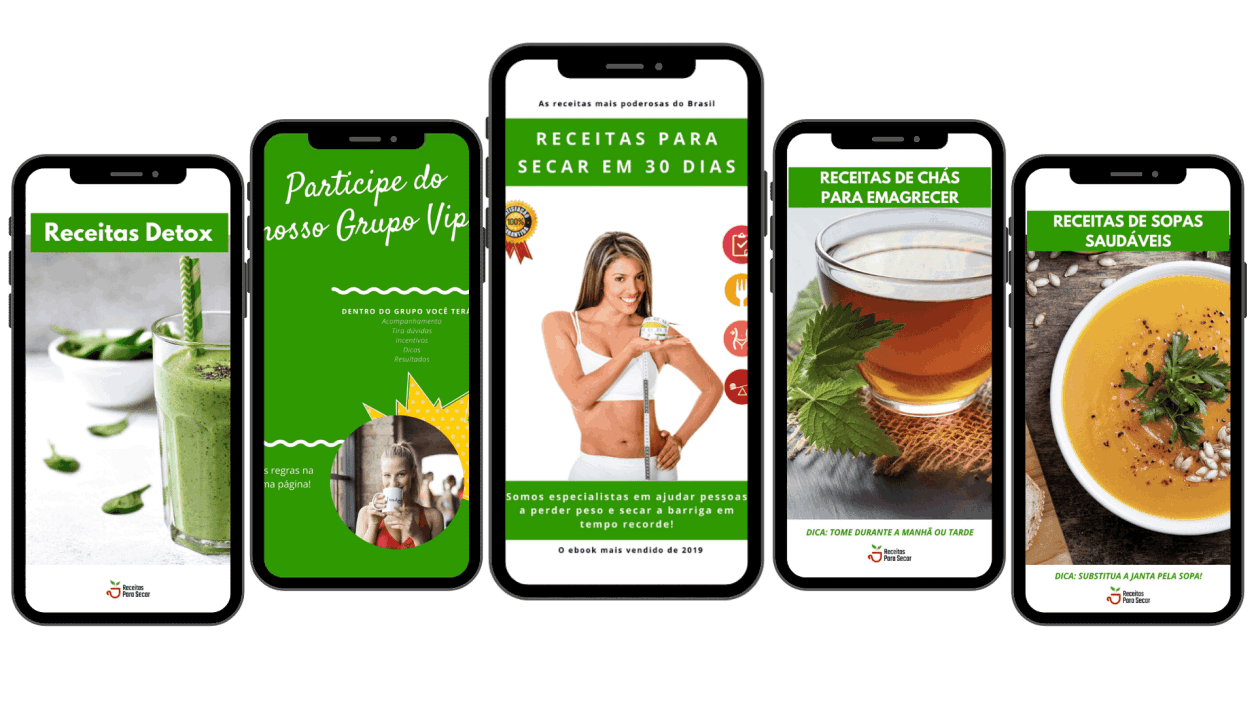 Receitas Detox
Receitas
Para Secar
Participe do
nosso Grupo Vip
DENTRO DO GRUPO VOCÊ TERÁ
Acompanhamento
Tira dúvidas
Incentivos
Dicas
Resultados
s regras na
ma página!
As receitas mais poderosas do Brasil
RECEITAS PARA
SECAR EM 30 DIAS
100%
Somos especialistas em ajudar pessoas
a perder peso e secar a barriga em
tempo recorde!
O ebook mais vendido de 2019
RECEITAS DE CHÁS
PARA EMAGRECER
DICA: TOME DURANTE A MANHÃ OU TARDE
Receitas
Para Secar
RECEITAS DE SOPAS
SAUDÁVEIS
DICA: SUBSTITUA A JANTA PELA SOPA!
Receitas
Para Secar